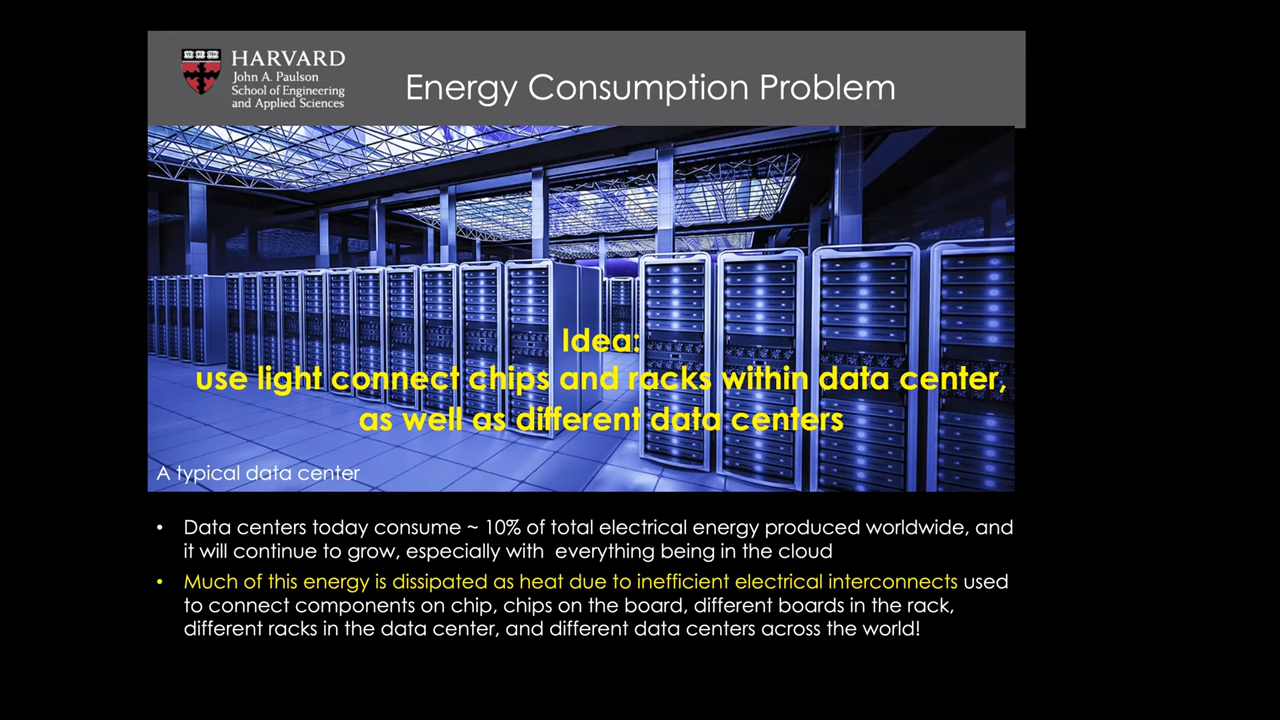 HARVARD
John A. Paulson
School of Engineering
and Applied Sciences
Energy Consumption Problem
Idea:
use light connect chips and racks within data center,
as well as different data centers
A typical data center
• Data centers today consume ~ 10% of total electrical energy produced worldwide, and
it will continue to grow, especially with everything being in the cloud
• Much of this energy is dissipated as heat due to inefficient electrical interconnects used
to connect components on chip, chips on the board, different boards in the rack,
different racks in the data center, and different data centers across the world!